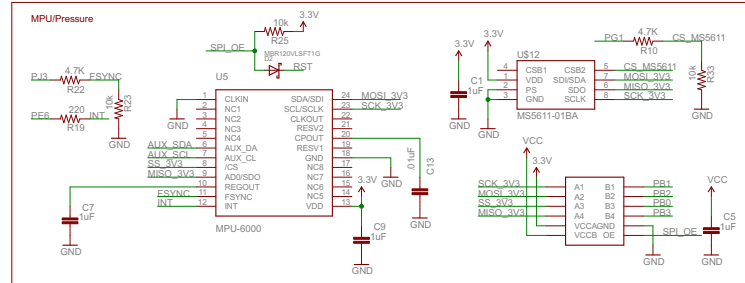 MPU/Pressure
10k
R25
3.3V
SPI_OE
MBR120VLSFT1G
D2
RST
PJ3
4.7K
R22
FSYNC
10k
R23
PE6
220
R19
INT
GND
U5
1 CLKIN
2 NC1
3 NC2
4 NC3
5 NC4
AUX_SDA 6 AUX_DA
AUX_SCL 7 AUX_CL
SS_3V3 8 /CS
MISO_3V3 9 AD0/SDO
10 REGOUT
FSYNC 11 FSYNC
INT 12 INT
SDA/SDI 24 MOSI_3V3
SCL/SCLK 23 SCK_3V3
CLKOUT 22
RESV2 21
CPOUT 20
RESV1 19
GND 18
NC8 17
NC7 16
NC6 15
NC5 14
VDD 13
MPU-6000
GND
C7
1uF
GND
.01uF
C13
GND
GND
3.3V
C9
1uF
GND
3.3V
C1
1uF
GND
3.3V
GND
U$12
4 CSB1
1 VDD
2 PS
3 GND
CSB2 5 CS_MS5611
SDI/SDA 7 MOSI_3V3
SDO 6 MISO_3V3
SCLK 8 SCK_3V3
MS5611-01BA
PG1
4.7K
R10
CS_MS5611
10k
R33
GND
VCC
3.3V
SCK_3V3 A1
MOSI_3V3 A2
SS_3V3 A3
MISO_3V3 A4
VCCA
VCCB
B1 PB1
B2 PB2
B3 PB0
B4 PB3
GND
OE SPI_OE
GND
VCC
C5
1uF
GND